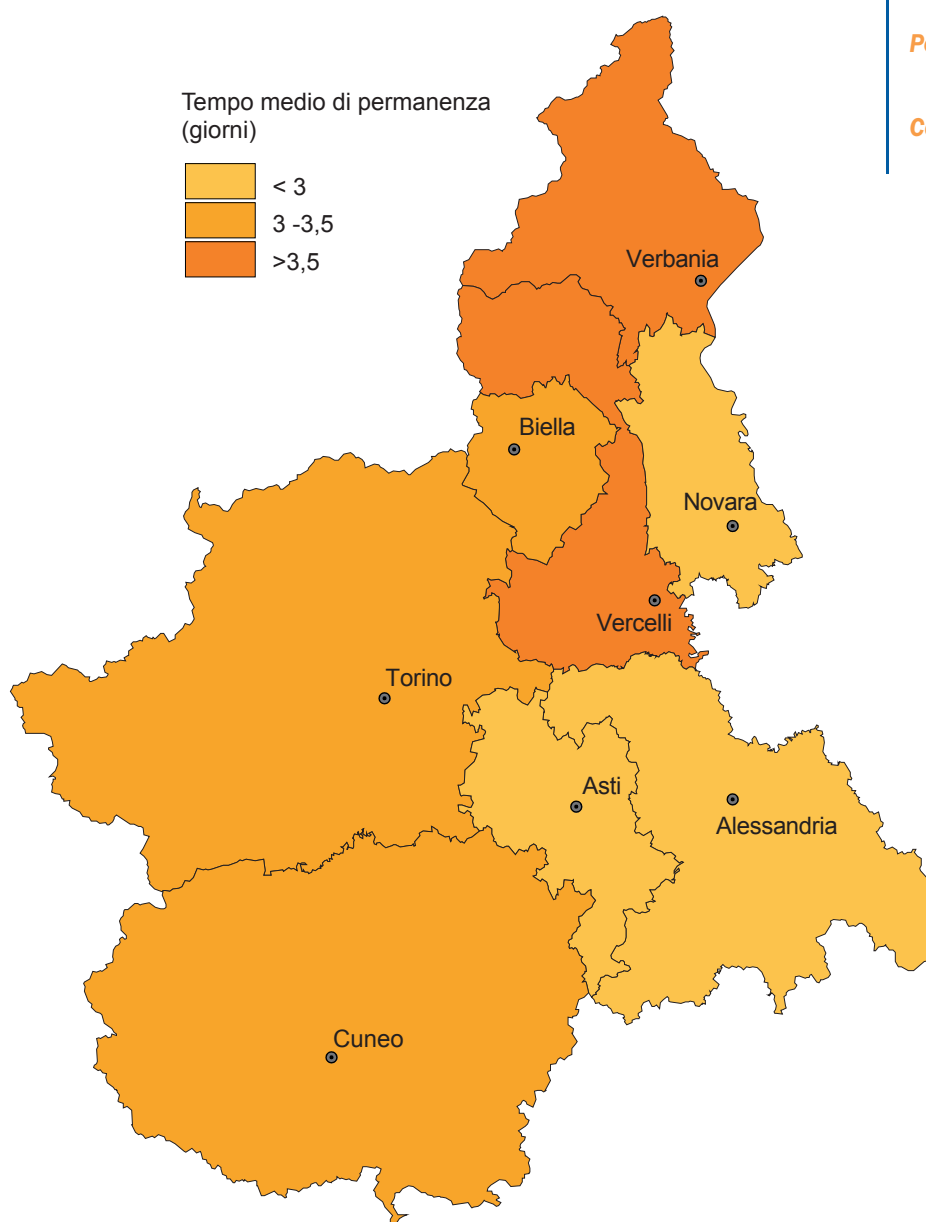 Tempo medio di permanenza
(giorni)
< 3
3 -3,5
>3,5
Verbania
Biella
Novara
Vercelli
Torino
Asti
Alessandria
Cuneo